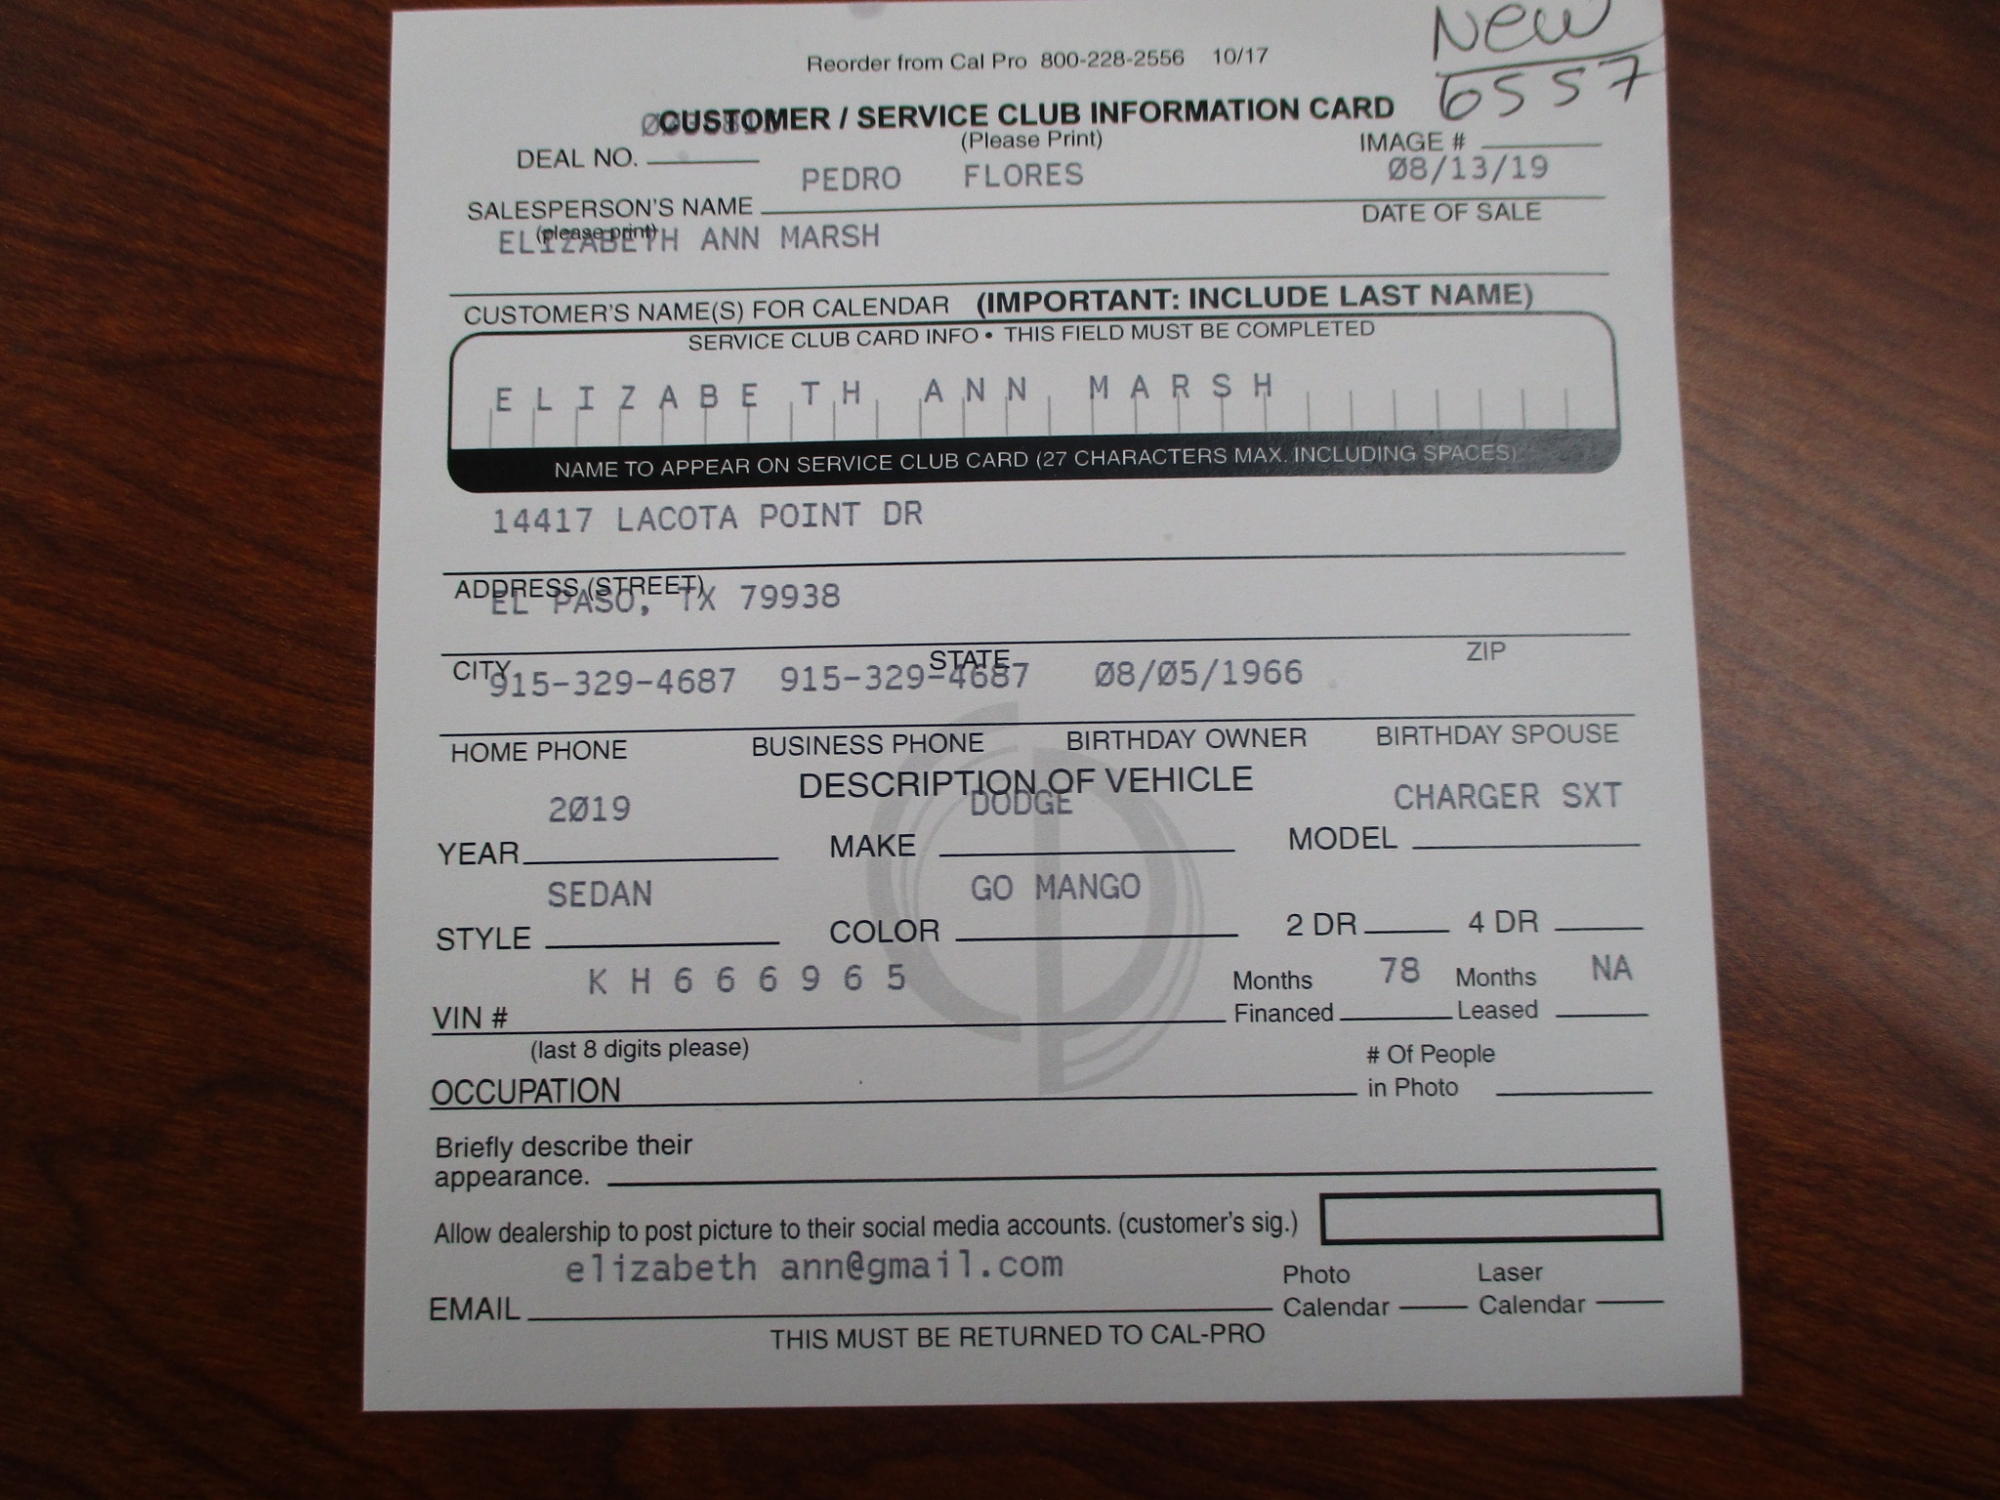 New
6557
Reorder from Cal Pro 800-228-2556 10/17
CUSTOMER / SERVICE CLUB INFORMATION CARD
(Please Print)
DEAL NO.
IMAGE #
PEDRO FLORES 08/13/19
SALESPERSON'S NAME DATE OF SALE
(please print)
ELIZABETH ANN MARSH
CUSTOMER'S NAME(S) FOR CALENDAR (IMPORTANT: INCLUDE LAST NAME)
SERVICE CLUB CARD INFO • THIS FIELD MUST BE COMPLETED
E L I Z A B E T H A N N M A R S H
NAME TO APPEAR ON SERVICE CLUB CARD (27 CHARACTERS MAX. INCLUDING SPACES)
14417 LACOTA POINT DR
ADDRESS (STREET)
EL PASO, TX 79938
CITY STATE ZIP
915-329-4687 915-329-4687 08/05/1966
HOME PHONE BUSINESS PHONE BIRTHDAY OWNER BIRTHDAY SPOUSE
DESCRIPTION OF VEHICLE
2019 DODGE CHARGER SXT
YEAR MAKE MODEL
SEDAN GO MANGO
STYLE COLOR 2 DR 4 DR
K H 6 6 6 9 6 5 Months 78 Months NA
VIN # Financed Leased
(last 8 digits please) # Of People
OCCUPATION in Photo
Briefly describe their
appearance.
Allow dealership to post picture to their social media accounts. (customer's sig.)
elizabeth ann@gmail.com Photo Laser
EMAIL Calendar Calendar
THIS MUST BE RETURNED TO CAL-PRO